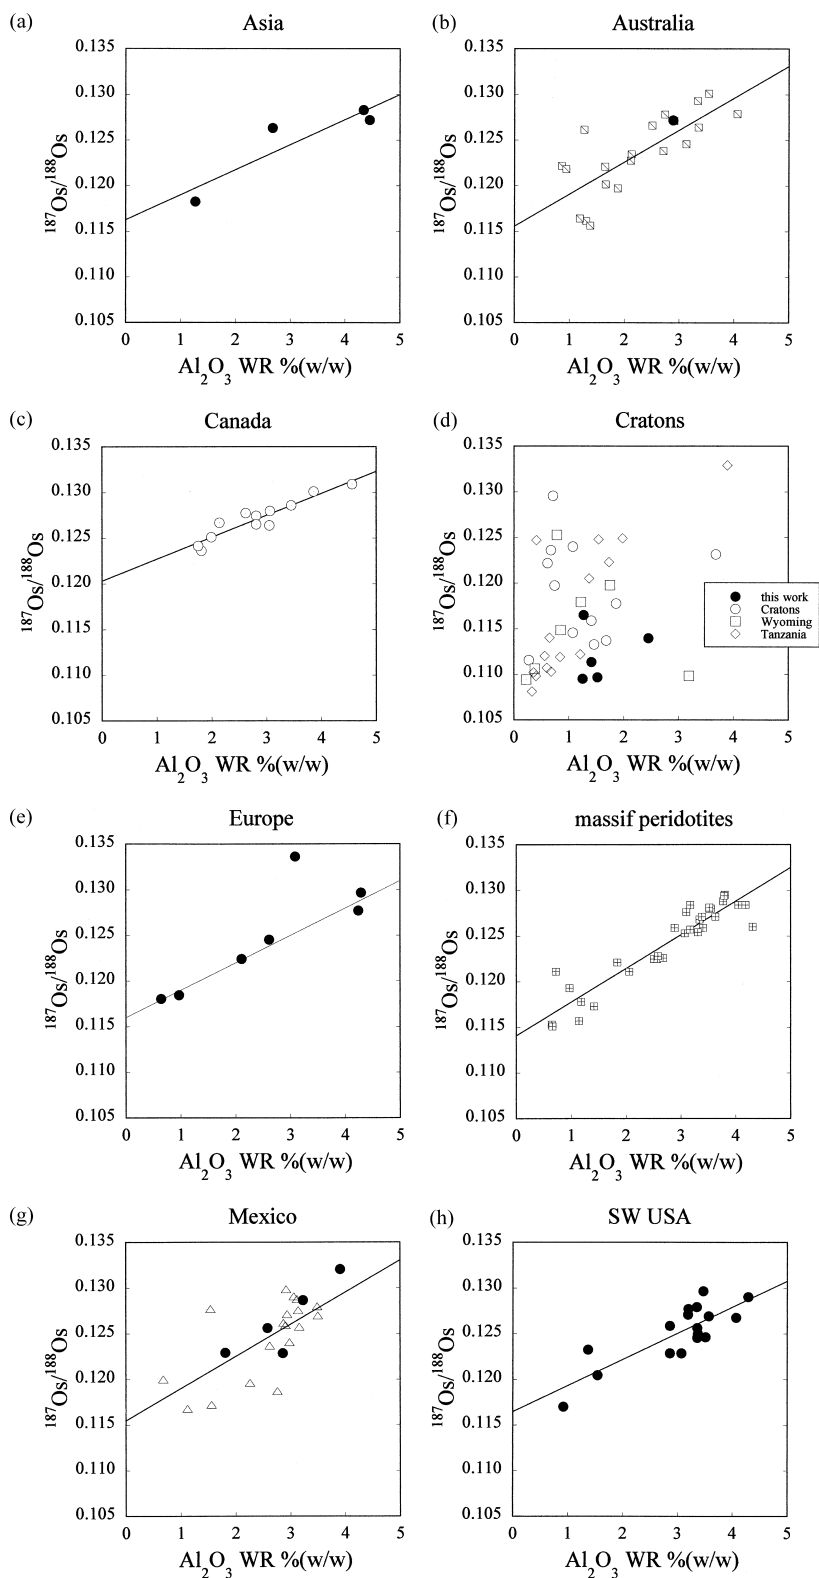 (a) Asia
0.135
0.130
0.125
0.120
0.115
0.110
0.105
187Os/188Os
0 1 2 3 4 5
Al2O3 WR %(w/w)
(b) Australia
0.135
0.130
0.125
0.120
0.115
0.110
0.105
187Os/188Os
0 1 2 3 4 5
Al2O3 WR %(w/w)
(c) Canada
0.135
0.130
0.125
0.120
0.115
0.110
0.105
187Os/188Os
0 1 2 3 4 5
Al2O3 WR %(w/w)
(d) Cratons
0.135
0.130
0.125
0.120
0.115
0.110
0.105
187Os/188Os
this work
Cratons
Wyoming
Tanzania
0 1 2 3 4 5
Al2O3 WR %(w/w)
(e) Europe
0.135
0.130
0.125
0.120
0.115
0.110
0.105
187Os/188Os
0 1 2 3 4 5
Al2O3 WR %(w/w)
(f) massif peridotites
0.135
0.130
0.125
0.120
0.115
0.110
0.105
187Os/188Os
0 1 2 3 4 5
Al2O3 WR %(w/w)
(g) Mexico
0.135
0.130
0.125
0.120
0.115
0.110
0.105
187Os/188Os
0 1 2 3 4 5
Al2O3 WR %(w/w)
(h) SW USA
0.135
0.130
0.125
0.120
0.115
0.110
0.105
187Os/188Os
0 1 2 3 4 5
Al2O3 WR %(w/w)